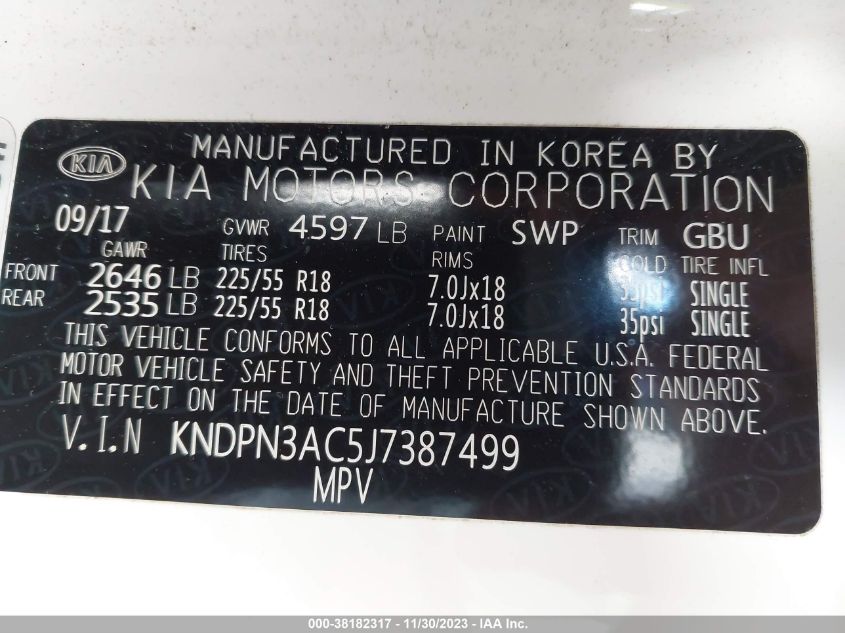 KIA
MANUFACTURED IN KOREA BY
KIA MOTORS CORPORATION
09/17 GVWR 4597 LB PAINT SWP TRIM GBU
GAWR TIRES RIMS COLD TIRE INFL
FRONT 2646 LB 225/55 R18 7.0Jx18 SINGLE
REAR 2535 LB 225/55 R18 7.0Jx18 35psi SINGLE
THIS VEHICLE CONFORMS TO ALL APPLICABLE U.S.A. FEDERAL
MOTOR VEHICLE SAFETY AND THEFT PREVENTION STANDARDS
IN EFFECT ON THE DATE OF MANUFACTURE SHOWN ABOVE.
V.I.N KNDPN3AC5J7387499
MPV
000-38182317 - 11/30/2023 - IAA Inc.